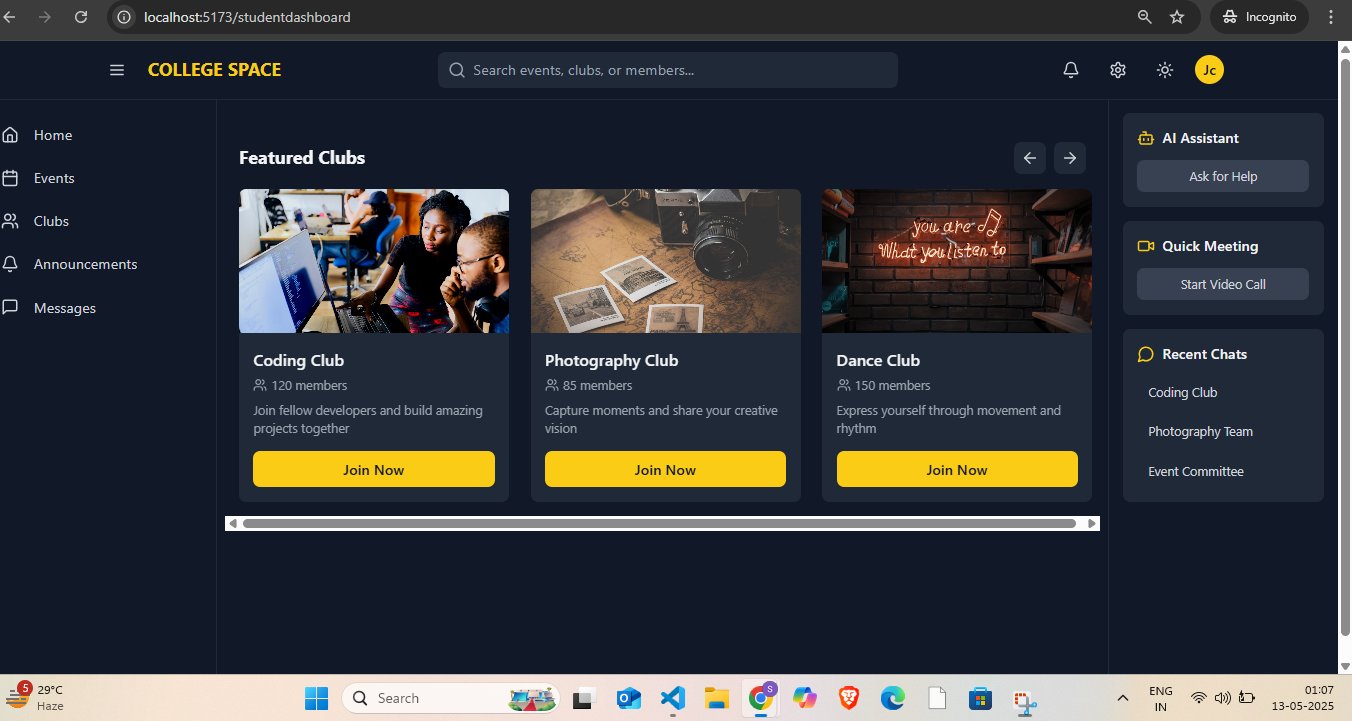 localhost:5173/studentdashboard
Incognito
COLLEGE SPACE
Search events, clubs, or members...
Jc
Home
Events
Clubs
Announcements
Messages
Featured Clubs
you are
What you listen to
Coding Club
120 members
Join fellow developers and build amazing
projects together
Join Now
Photography Club
85 members
Capture moments and share your creative
vision
Join Now
Dance Club
150 members
Express yourself through movement and
rhythm
Join Now
AI Assistant
Ask for Help
Quick Meeting
Start Video Call
Recent Chats
Coding Club
Photography Team
Event Committee
5
29°C
Haze
Search
S
ENG
IN
01:07
13-05-2025